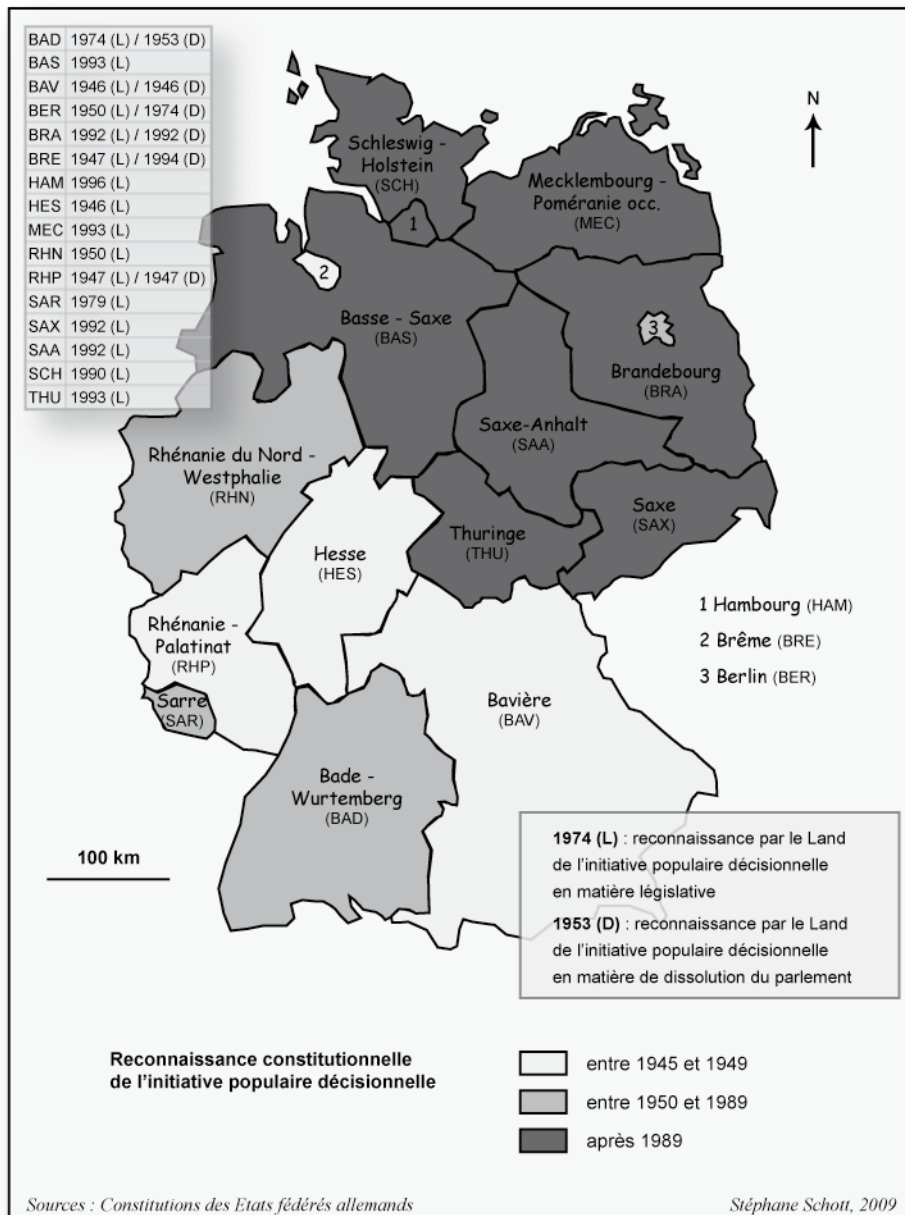 BAD 1974 (L) / 1953 (D)
BAS 1993 (L)
BAV 1946 (L) / 1946 (D)
BER 1950 (L) / 1974 (D)
BRA 1992 (L) / 1992 (D)
BRE 1947 (L) / 1994 (D)
HAM 1996 (L)
HES 1946 (L)
MEC 1993 (L)
RHN 1950 (L)
RHP 1947 (L) / 1947 (D)
SAR 1979 (L)
SAX 1992 (L)
SAA 1992 (L)
SCH 1990 (L)
THU 1993 (L)
N
Schleswig -
Holstein
(SCH)
Mecklembourg -
Poméranie occ.
(MEC)
1
2
3
Basse - Saxe
(BAS)
Brandebourg
(BRA)
Saxe-Anhalt
(SAA)
Rhénanie du Nord -
Westphalie
(RHN)
Saxe
(SAX)
Thuringe
(THU)
Hesse
(HES)
1 Hambourg (HAM)
2 Brême (BRE)
3 Berlin (BER)
Rhénanie -
Palatinat
(RHP)
Sarre
(SAR)
Bavière
(BAV)
Bade -
Wurtemberg
(BAD)
100 km
1974 (L) : reconnaissance par le Land
de l'initiative populaire décisionnelle
en matière législative
1953 (D) : reconnaissance par le Land
de l'initiative populaire décisionnelle
en matière de dissolution du parlement
Reconnaissance constitutionnelle
de l'initiative populaire décisionnelle
entre 1945 et 1949
entre 1950 et 1989
après 1989
Sources : Constitutions des Etats fédérés allemands
Stéphane Schott, 2009